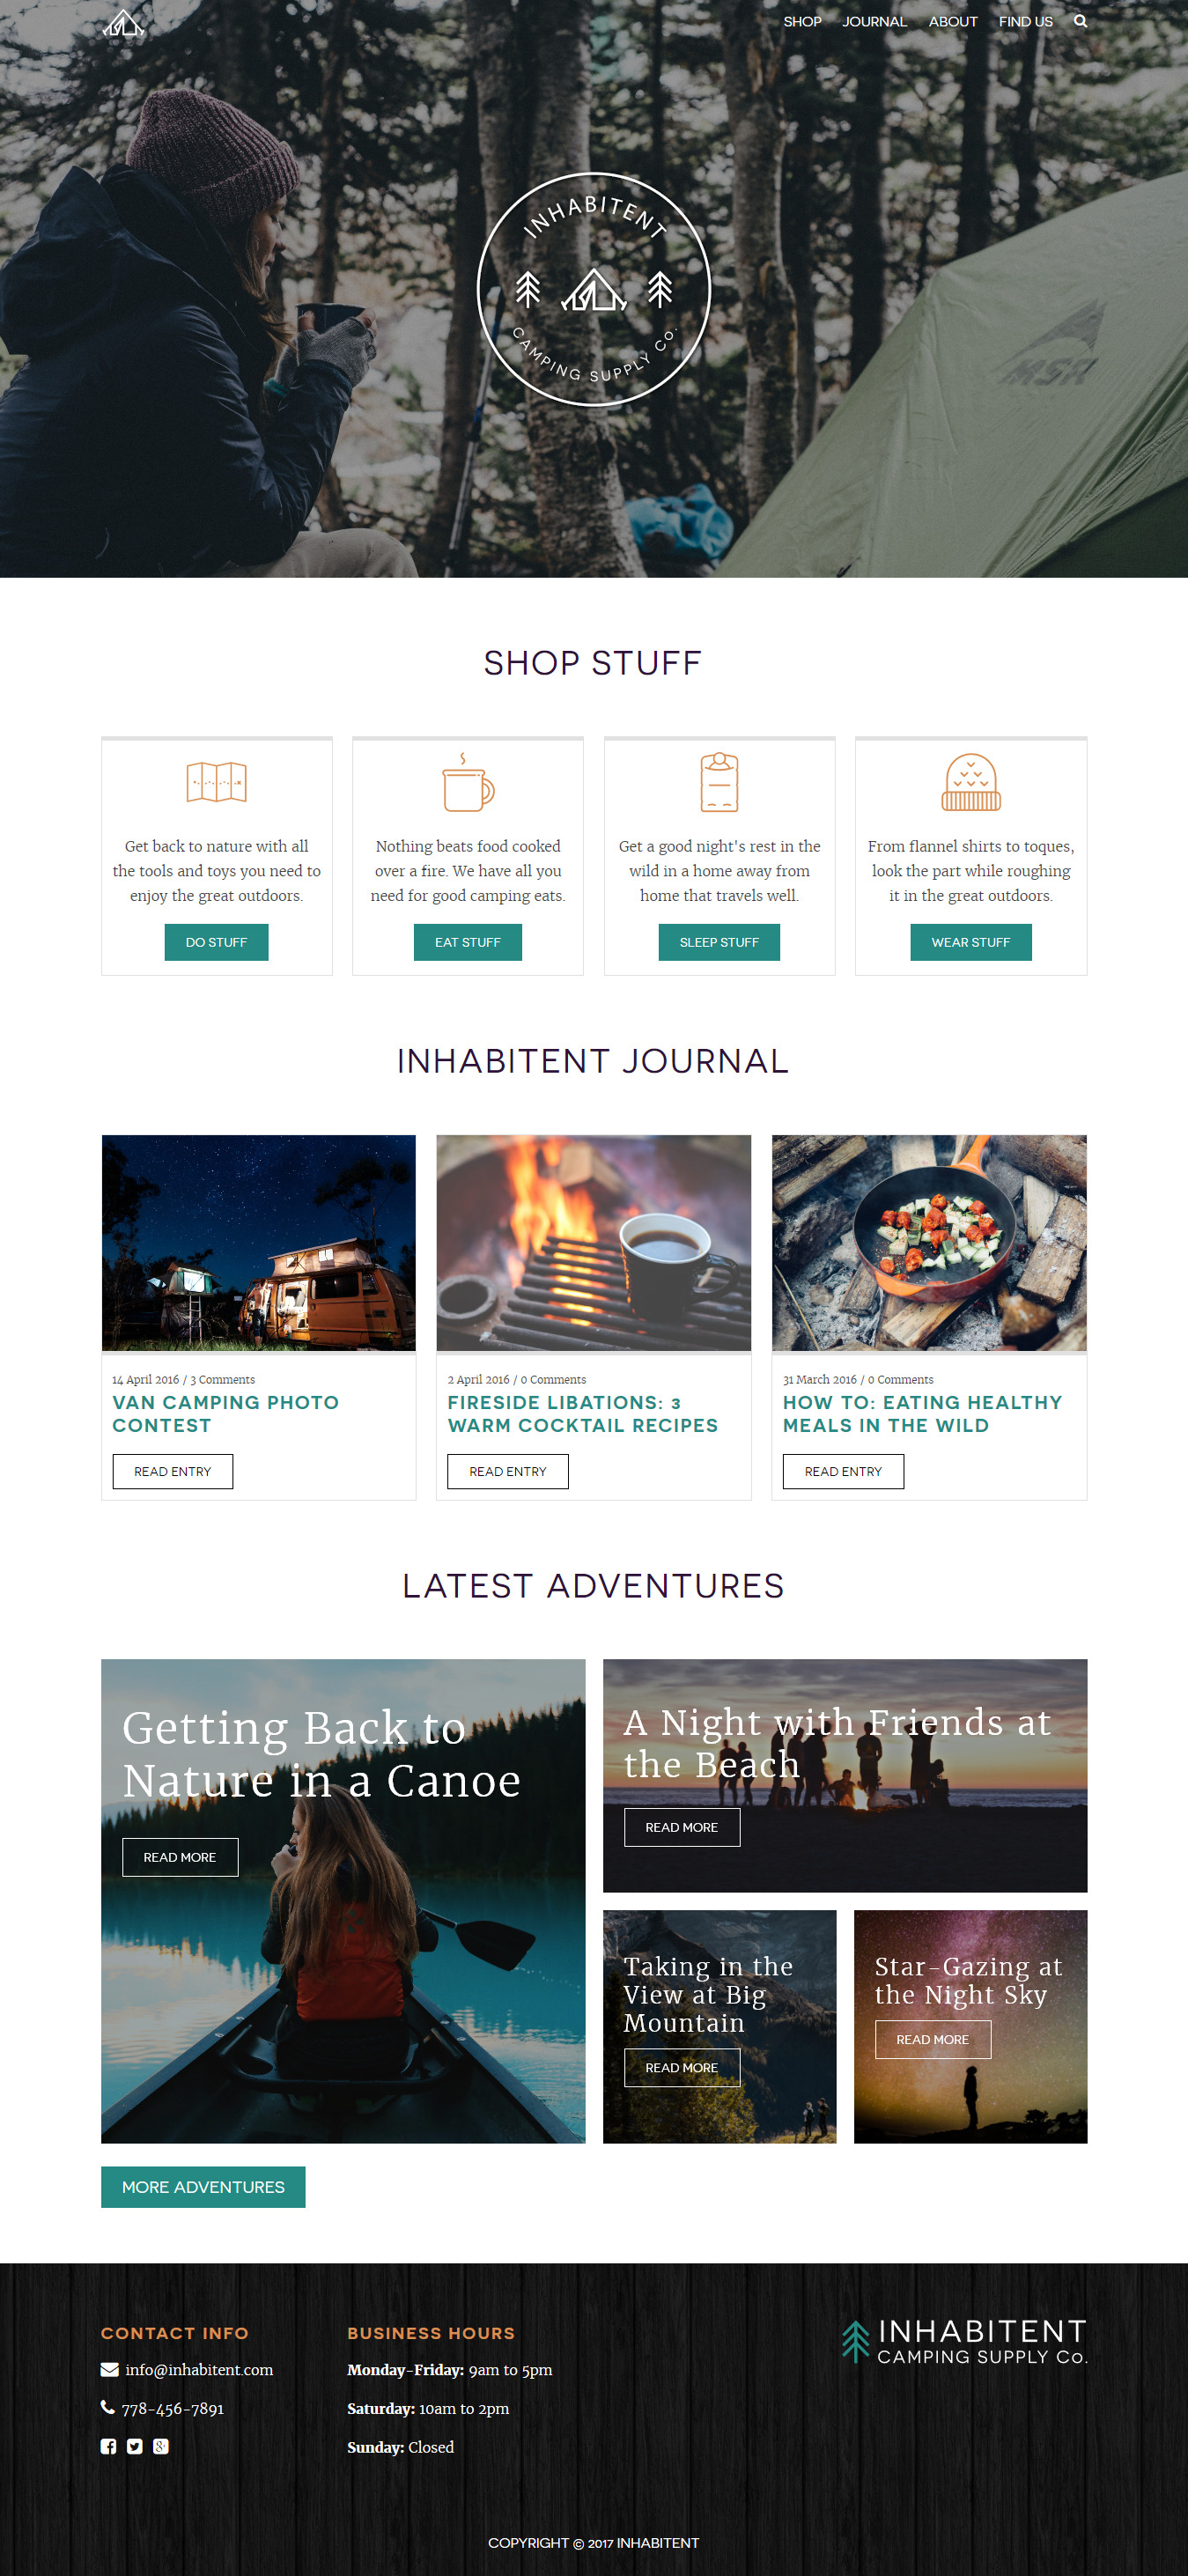 SHOP JOURNAL ABOUT FIND US
INHABITENT
CAMPING SUPPLY Co.
SHOP STUFF
Get back to nature with all
the tools and toys you need to
enjoy the great outdoors.
DO STUFF
Nothing beats food cooked
over a fire. We have all you
need for good camping eats.
EAT STUFF
Get a good night's rest in the
wild in a home away from
home that travels well.
SLEEP STUFF
From flannel shirts to toques,
look the part while roughing
it in the great outdoors.
WEAR STUFF
INHABITENT JOURNAL
14 April 2016 / 3 Comments
VAN CAMPING PHOTO
CONTEST
READ ENTRY
2 April 2016 / 0 Comments
FIRESIDE LIBATIONS: 3
WARM COCKTAIL RECIPES
READ ENTRY
31 March 2016 / 0 Comments
HOW TO: EATING HEALTHY
MEALS IN THE WILD
READ ENTRY
LATEST ADVENTURES
Getting Back to
Nature in a Canoe
READ MORE
A Night with Friends at
the Beach
READ MORE
Taking in the
View at Big
Mountain
READ MORE
Star-Gazing at
the Night Sky
READ MORE
MORE ADVENTURES
CONTACT INFO
info@inhabitent.com
778-456-7891
BUSINESS HOURS
Monday-Friday: 9am to 5pm
Saturday: 10am to 2pm
Sunday: Closed
INHABITENT
CAMPING SUPPLY Co.
COPYRIGHT © 2017 INHABITENT